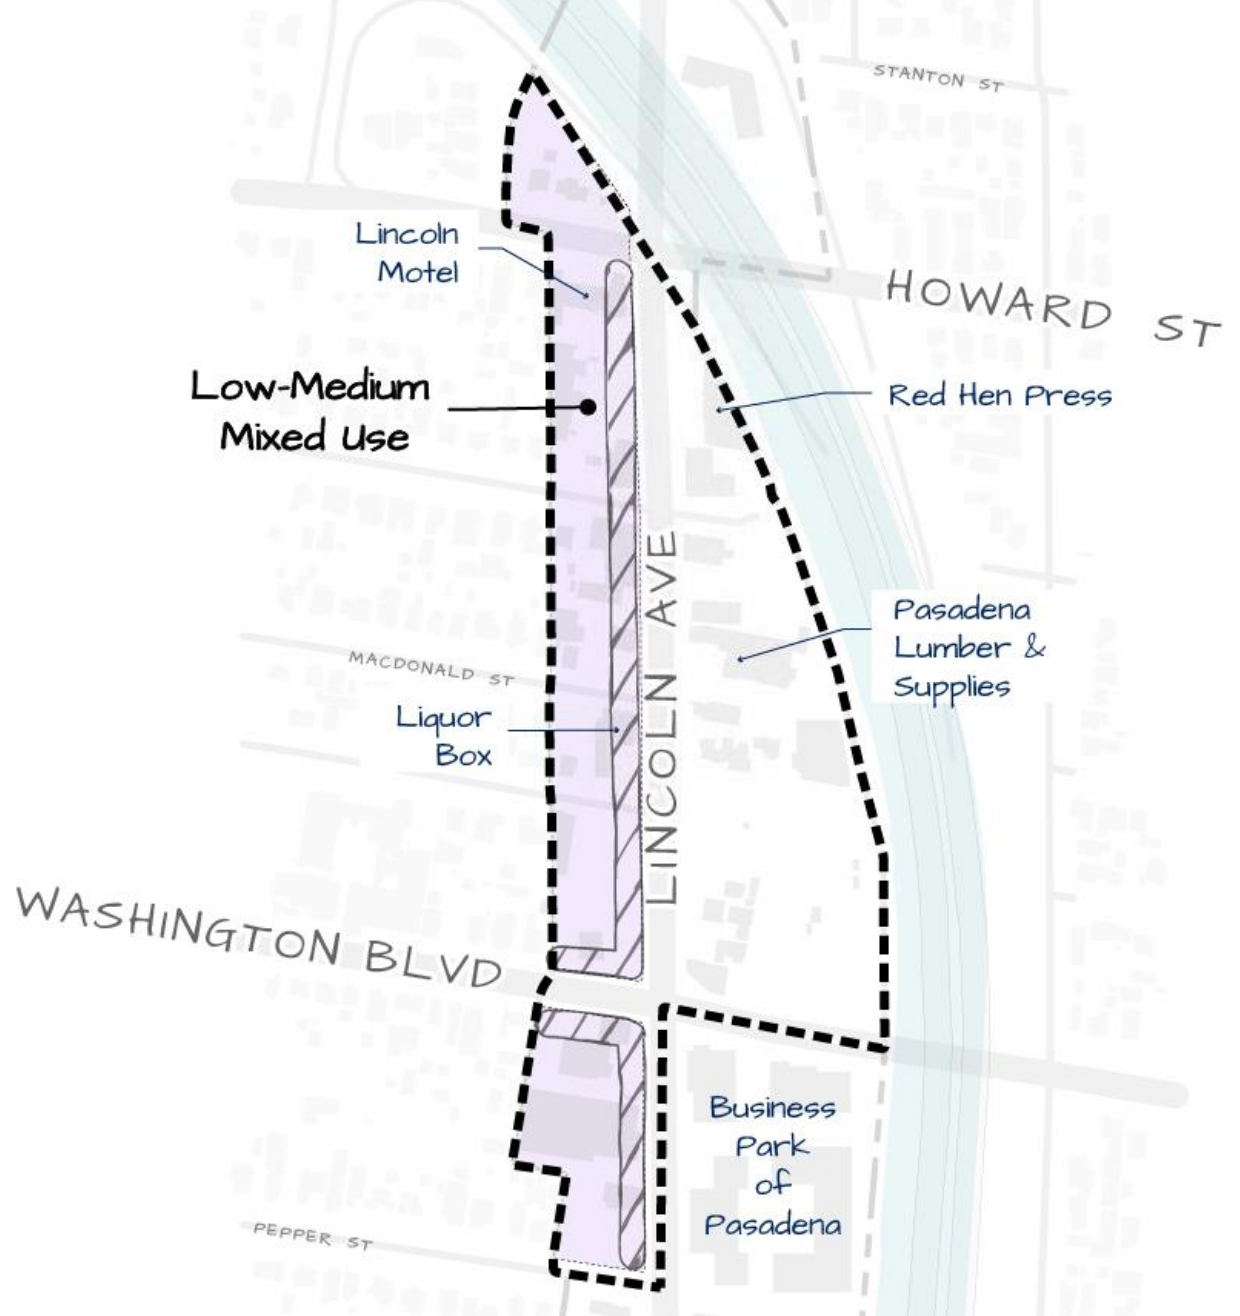 STANTON ST
Lincoln
Motel
HOWARD ST
Low-Medium
Mixed Use
Red Hen Press
LINCOLN AVE
Pasadena
Lumber &
Supplies
MACDONALD ST
Liquor
Box
WASHINGTON BLVD
Business
Park
of
Pasadena
PEPPER ST